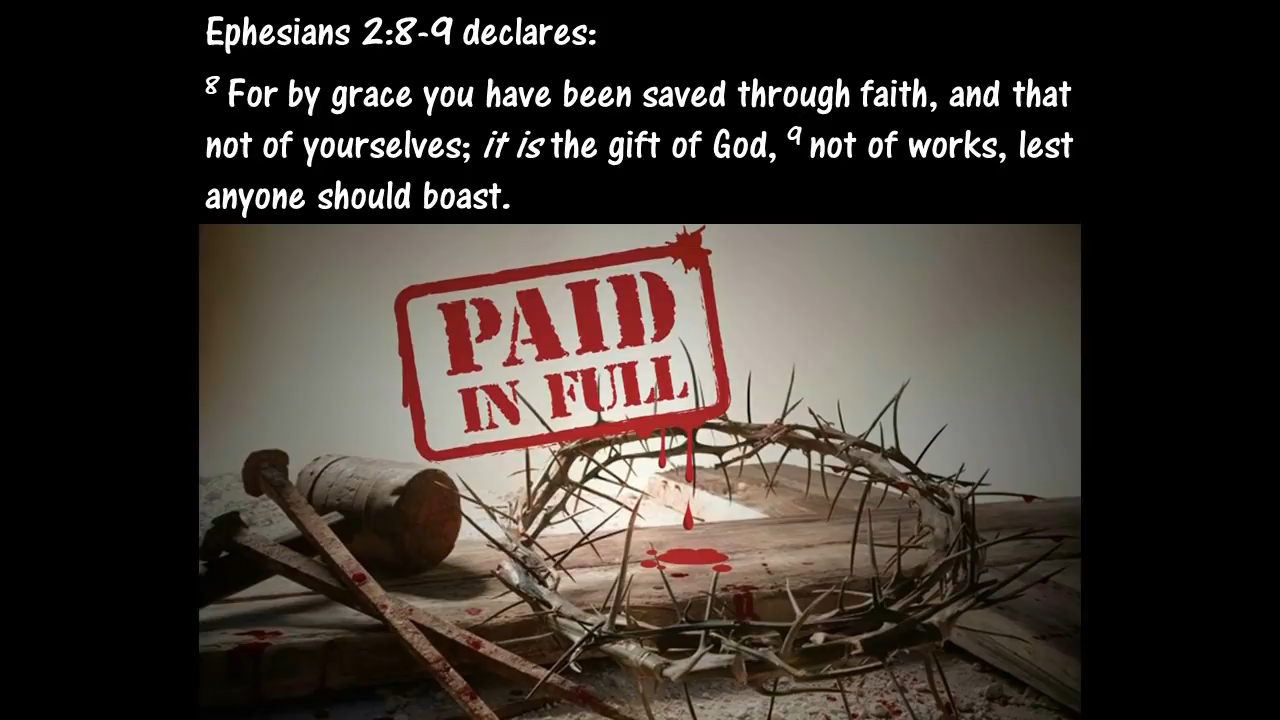 Ephesians 2:8-9 declares:
8 For by grace you have been saved through faith, and that
not of yourselves; it is the gift of God, 9 not of works, lest
anyone should boast.
PAID
IN FULL